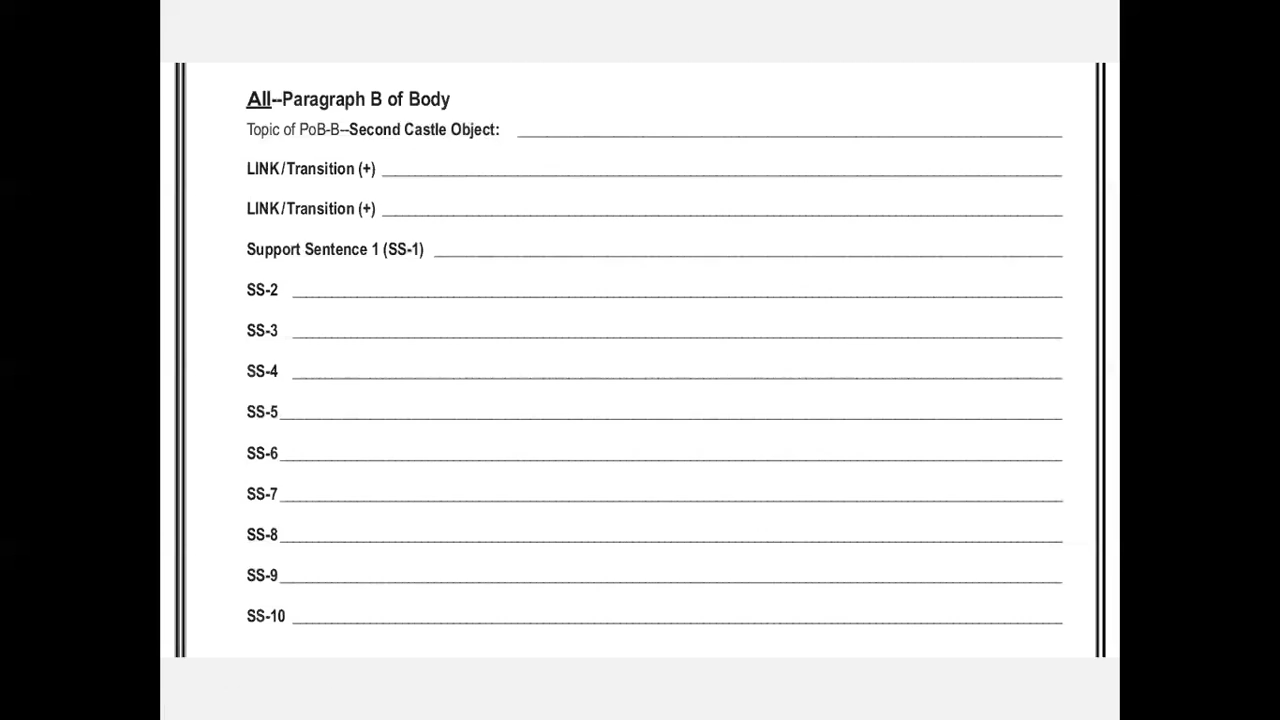 All--Paragraph B of Body
Topic of PoB-B--Second Castle Object:
LINK/Transition (+)
LINK/Transition (+)
Support Sentence 1 (SS-1)
SS-2
SS-3
SS-4
SS-5
SS-6
SS-7
SS-8
SS-9
SS-10